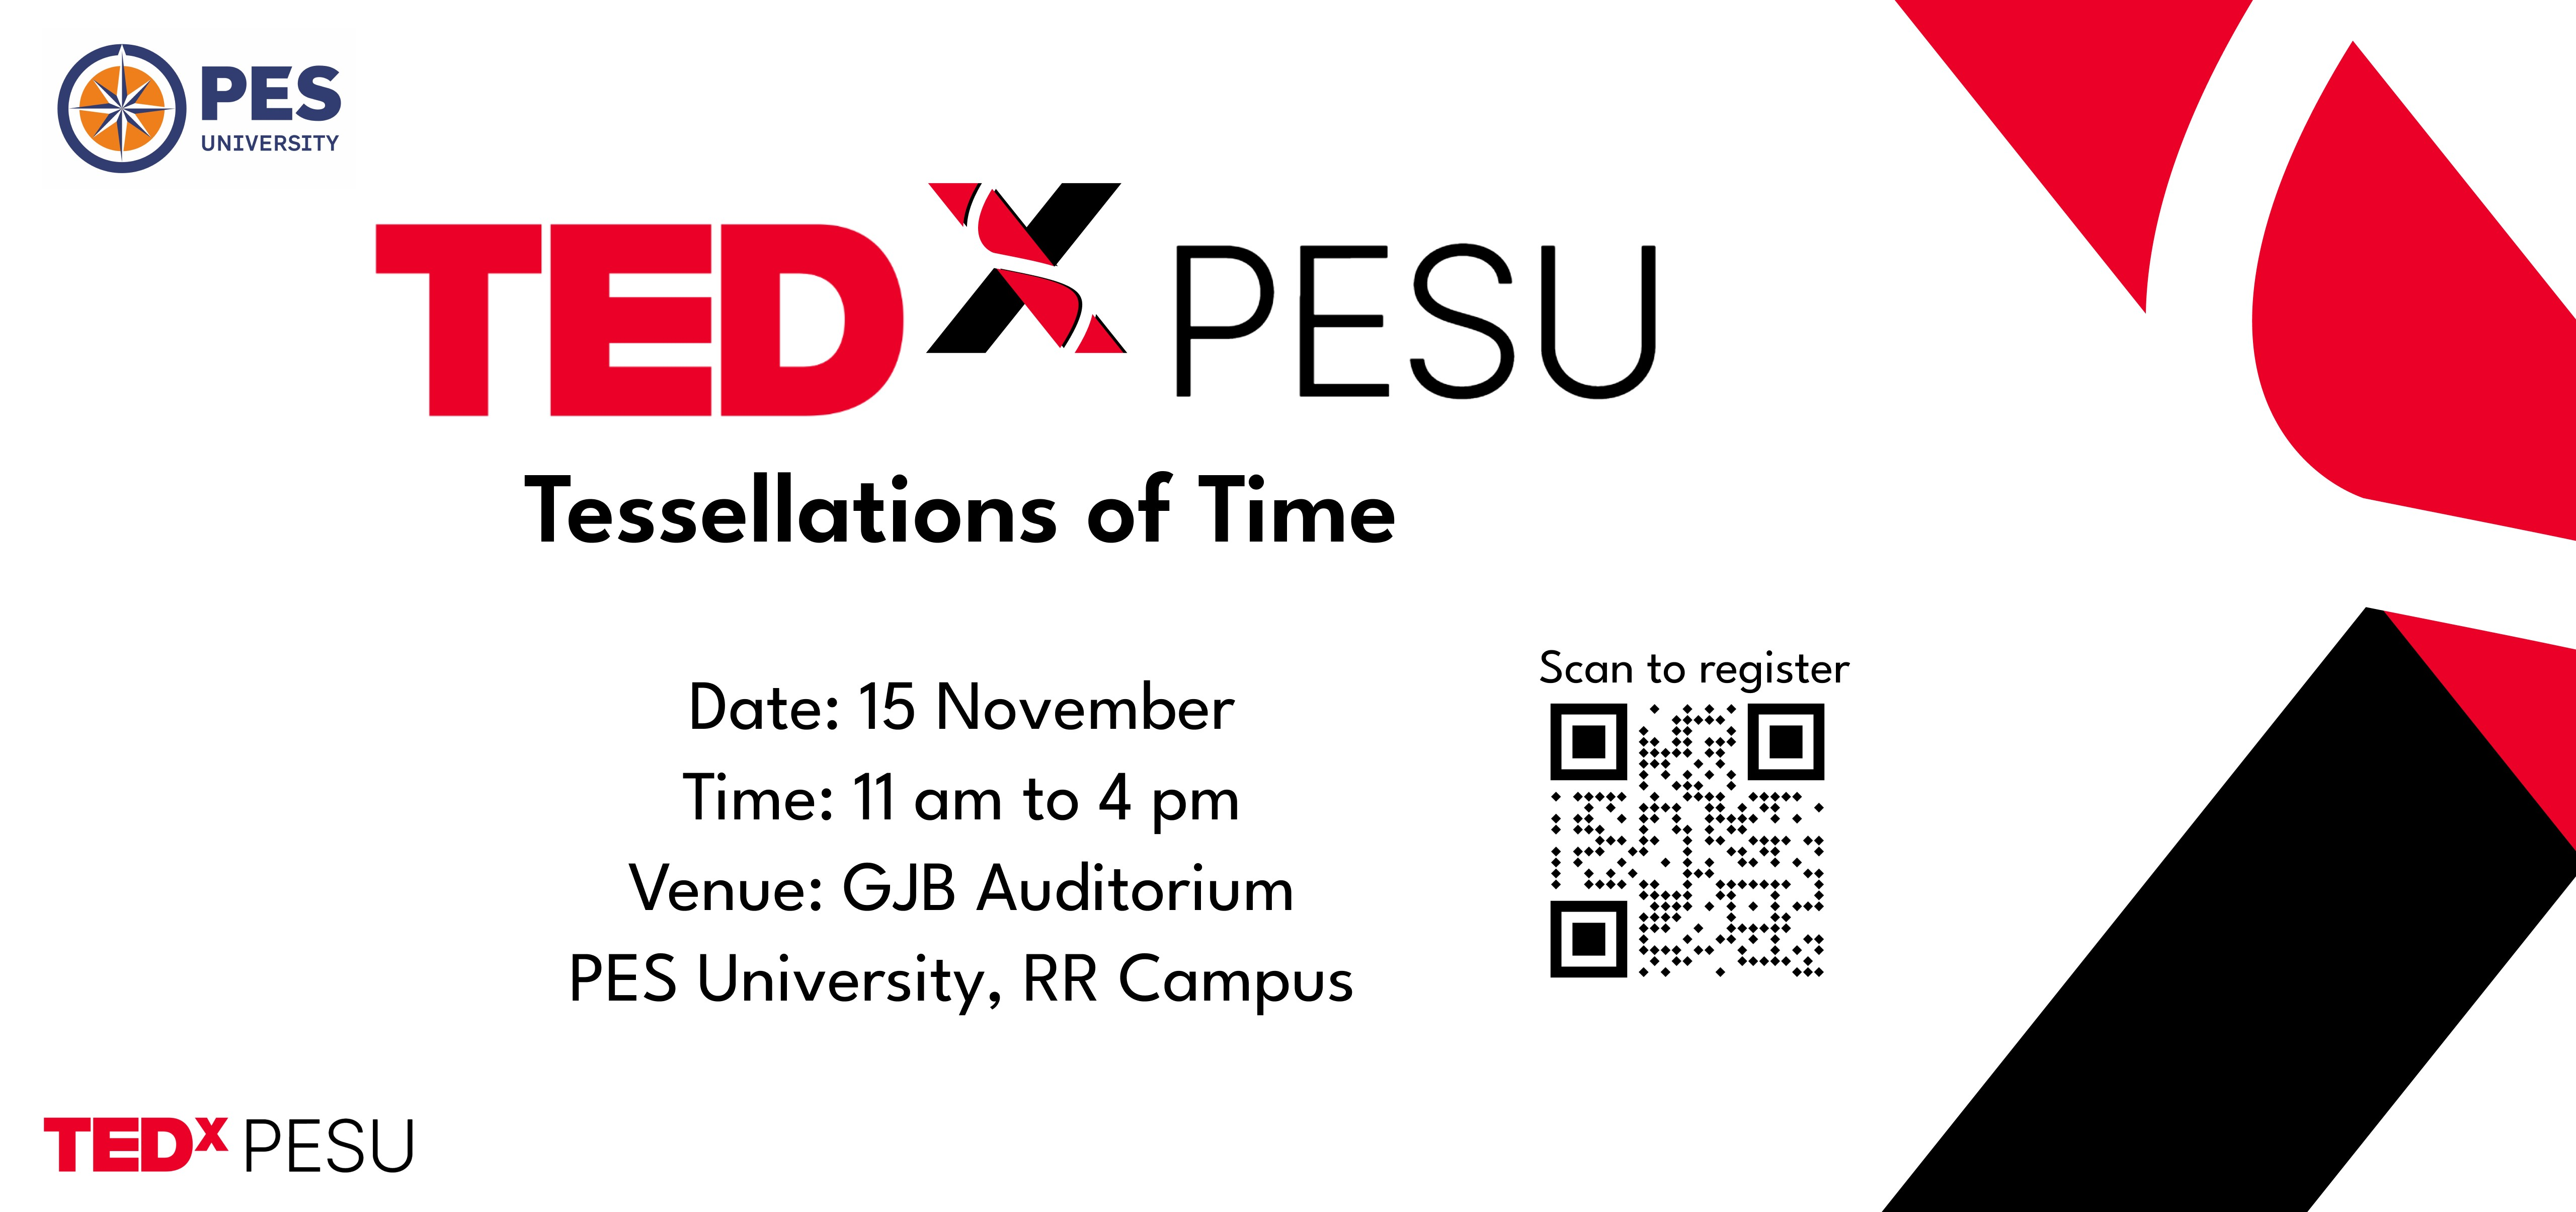 PES
UNIVERSITY
TEDX PESU
Tessellations of Time
Date: 15 November
Time: 11 am to 4 pm
Venue: GJB Auditorium
PES University, RR Campus
Scan to register
TEDx PESU